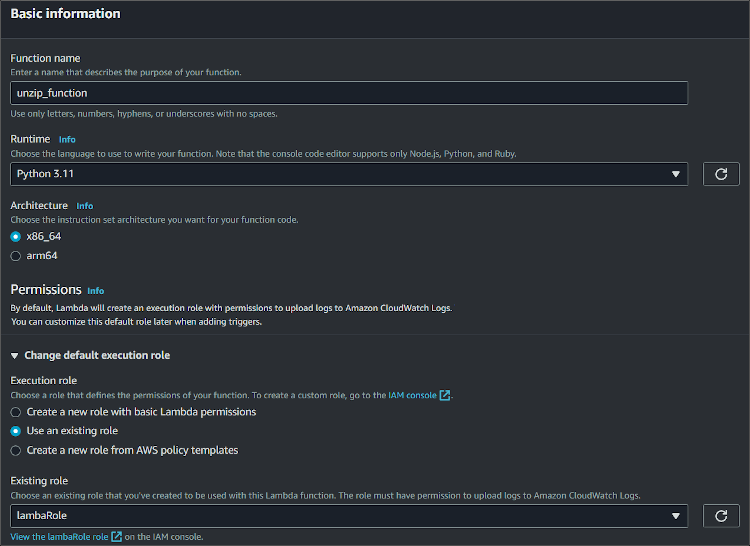 Basic information
Function name
Enter a name that describes the purpose of your function.
unzip_function
Use only letters, numbers, hyphens, or underscores with no spaces.
Runtime Info
Choose the language to use to write your function. Note that the console code editor supports only Node.js, Python, and Ruby.
Python 3.11
Architecture Info
Choose the instruction set architecture you want for your function code.
x86_64
arm64
Permissions Info
By default, Lambda will create an execution role with permissions to upload logs to Amazon CloudWatch Logs.
You can customize this default role later when adding triggers.
Change default execution role
Execution role
Choose a role that defines the permissions of your function. To create a custom role, go to the IAM console.
Create a new role with basic Lambda permissions
Use an existing role
Create a new role from AWS policy templates
Existing role
Choose an existing role that you've created to be used with this Lambda function. The role must have permission to upload logs to Amazon CloudWatch Logs.
lambaRole
View the lambaRole role on the IAM console.